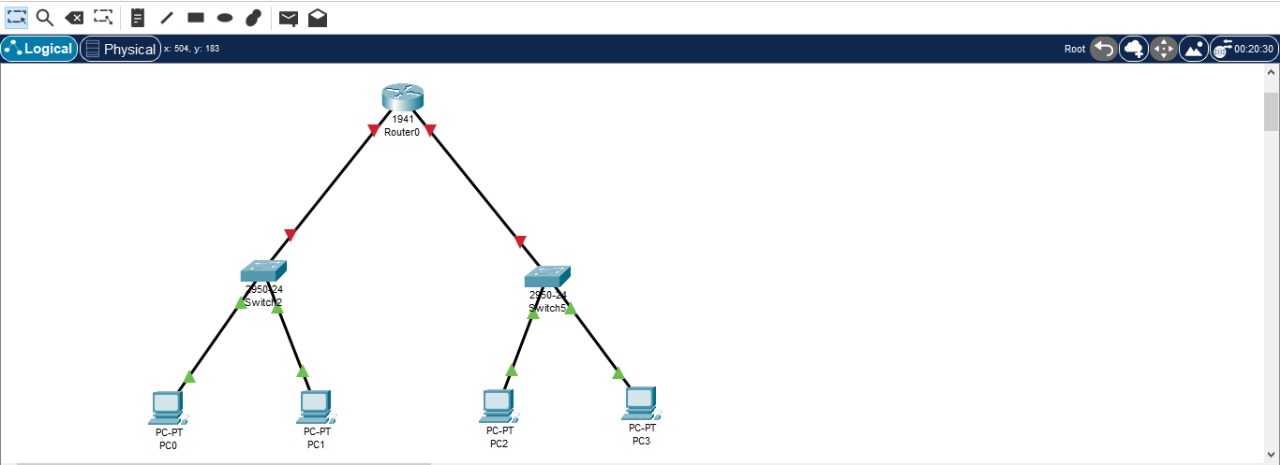 Logical
Physical
x: 504, y: 183
Root
00:20:30
1941
Router0
2950-24
Switch2
2950-24
Switch5
PC-PT
PC0
PC-PT
PC1
PC-PT
PC2
PC-PT
PC3